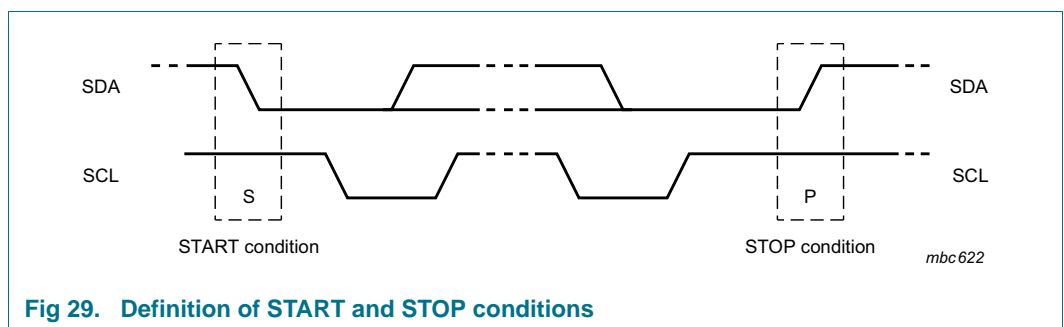 SDA
SDA
SCL
SCL
S
P
START condition
STOP condition
mbc622
Fig 29. Definition of START and STOP conditions